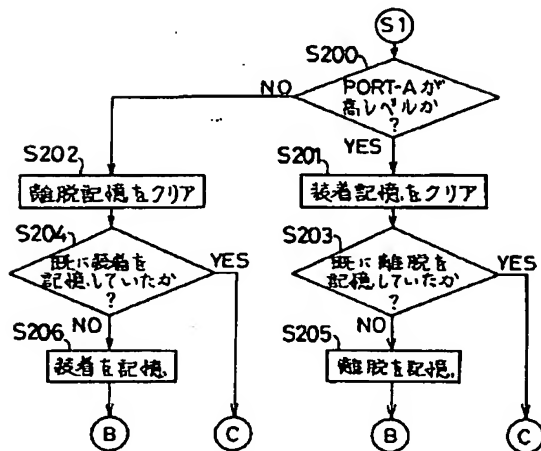 S1
S200
PORT-Aが
高レベルか
?
NO
YES
S202
離脱記憶をクリア
S201
装着記憶をクリア
S204
既に装着を
記憶していたか
?
YES
NO
S203
既に離脱を
記憶していたか
?
YES
NO
S206
装着を記憶
S205
離脱を記憶
B
C
B
C